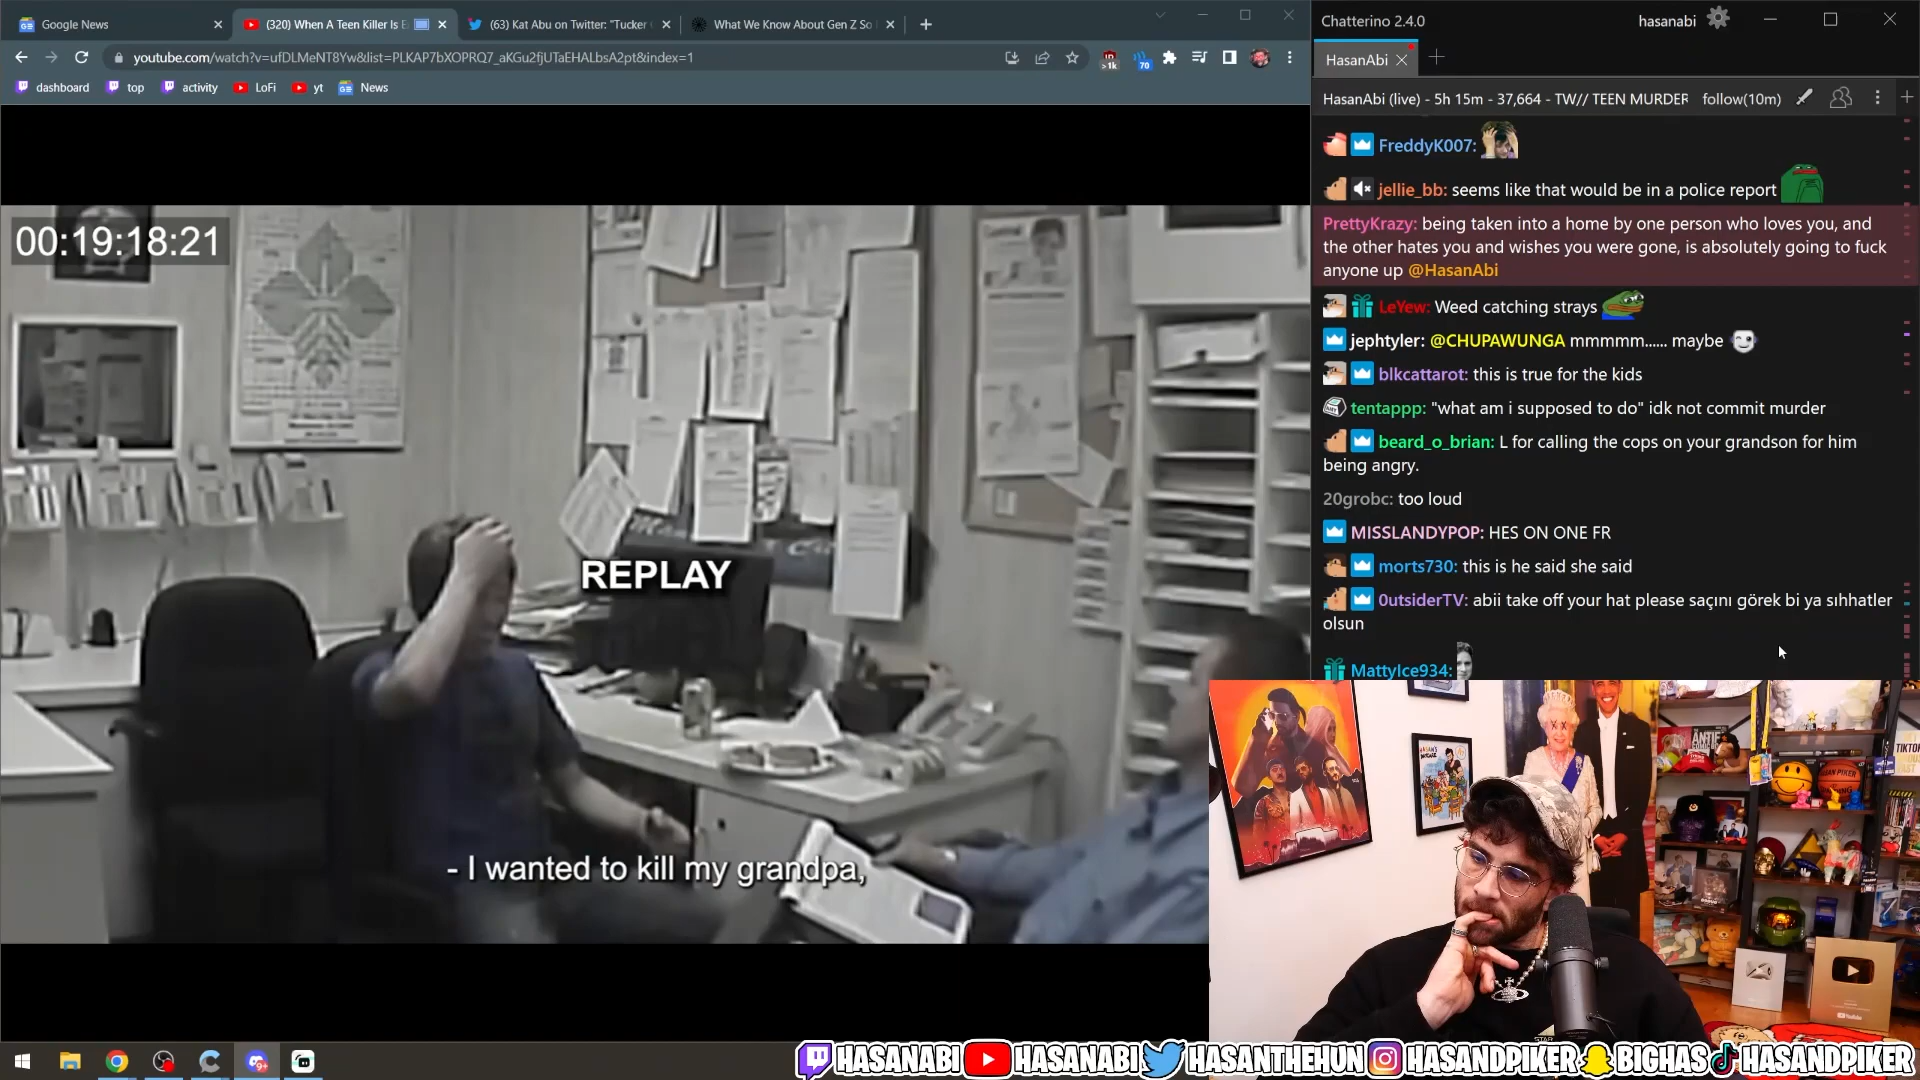 Google News
(320) When A Teen Killer Is
(63) Kat Abu on Twitter: "Tucker
What We Know About Gen Z So
youtube.com/watch?v=ufDLMeNT8Yw&list=PLKAP7bXOPRQ7_aKGu2fjUTaEHALbsA2pt&index=1
>1k
70
dashboard
top
activity
LoFi
yt
News
00:19:18:21
REPLAY
- I wanted to kill my grandpa,
Chatterino 2.4.0
hasanabi
HasanAbi
HasanAbi (live) - 5h 15m - 37,664 - TW// TEEN MURDER
follow(10m)
FreddyK007:
jellie_bb: seems like that would be in a police report
PrettyKrazy: being taken into a home by one person who loves you, and
the other hates you and wishes you were gone, is absolutely going to fuck
anyone up @HasanAbi
LeYew: Weed catching strays
jephtyler: @CHUPAWUNGA mmmmm...... maybe
blkcattarot: this is true for the kids
tentappp: "what am i supposed to do" idk not commit murder
beard_o_brian: L for calling the cops on your grandson for him
being angry.
20grobc: too loud
MISSLANDYPOP: HES ON ONE FR
morts730: this is he said she said
0utsiderTV: abii take off your hat please saçını görek bi ya sıhhatler
olsun
MattyIce934:
HASANABI HASANABI HASANTHEHUN HASANDPIKER BIGHAS HASANDPIKER